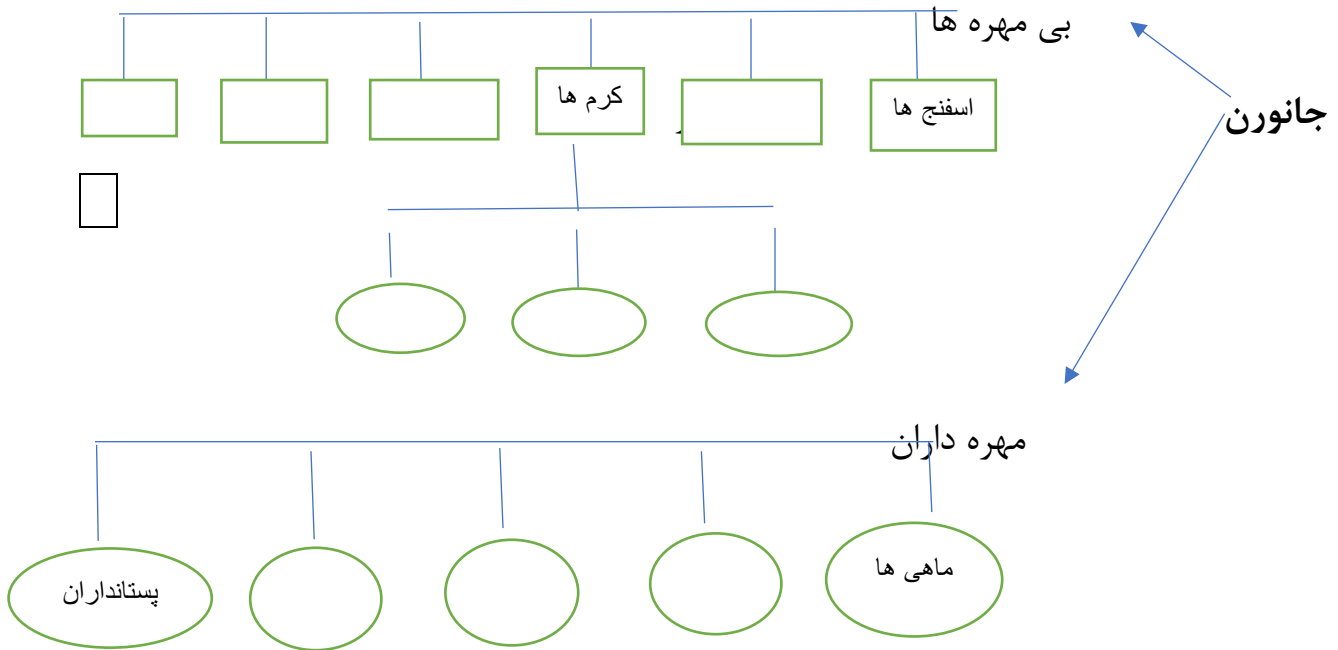 بی مهره ها
جانورن
اسفنج ها
کرم ها
مهره داران
ماهی ها
پستانداران